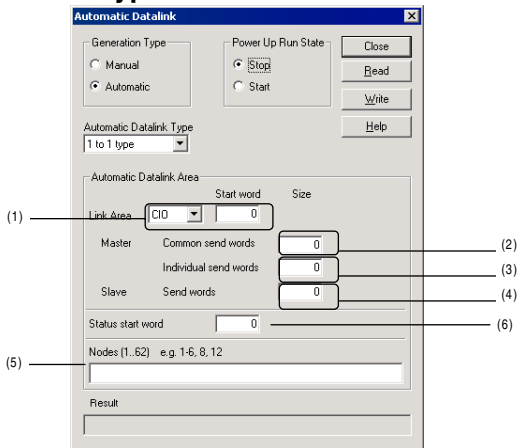 Automatic Datalink
Generation Type
Manual
Automatic
Power Up Run State
Stop
Start
Close
Read
Write
Help
Automatic Datalink Type
1 to 1 type
Automatic Datalink Area
Start word Size
(1) Link Area CIO 0
Master Common send words 0 (2)
Individual send words 0 (3)
Slave Send words 0 (4)
Status start word 0 (6)
Nodes (1..62) e.g. 1-6, 8, 12
(5)
Result